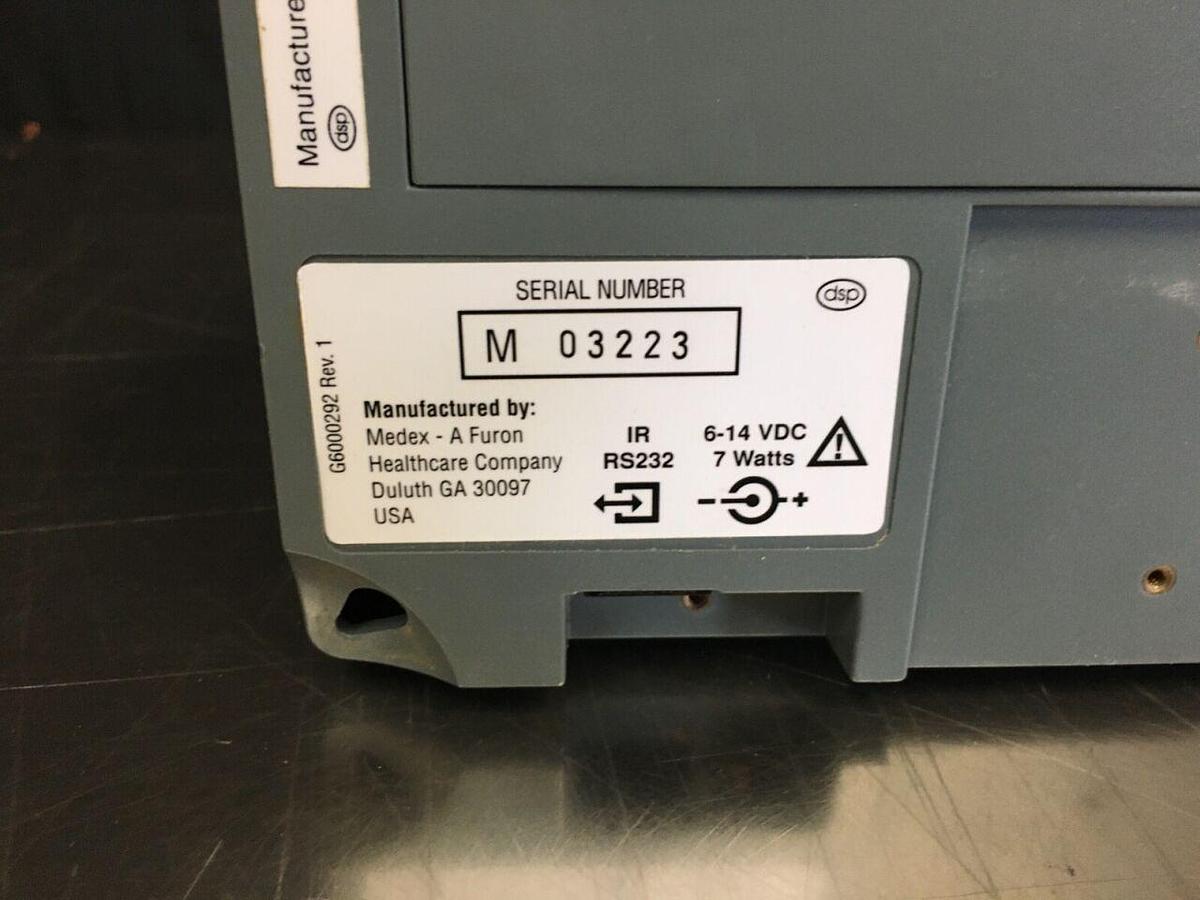 Manufacture
dsp
SERIAL NUMBER
dsp
M 03223
G6000292 Rev. 1
Manufactured by:
Medex - A Furon
Healthcare Company
Duluth GA 30097
USA
IR
RS232
6-14 VDC
7 Watts
- +